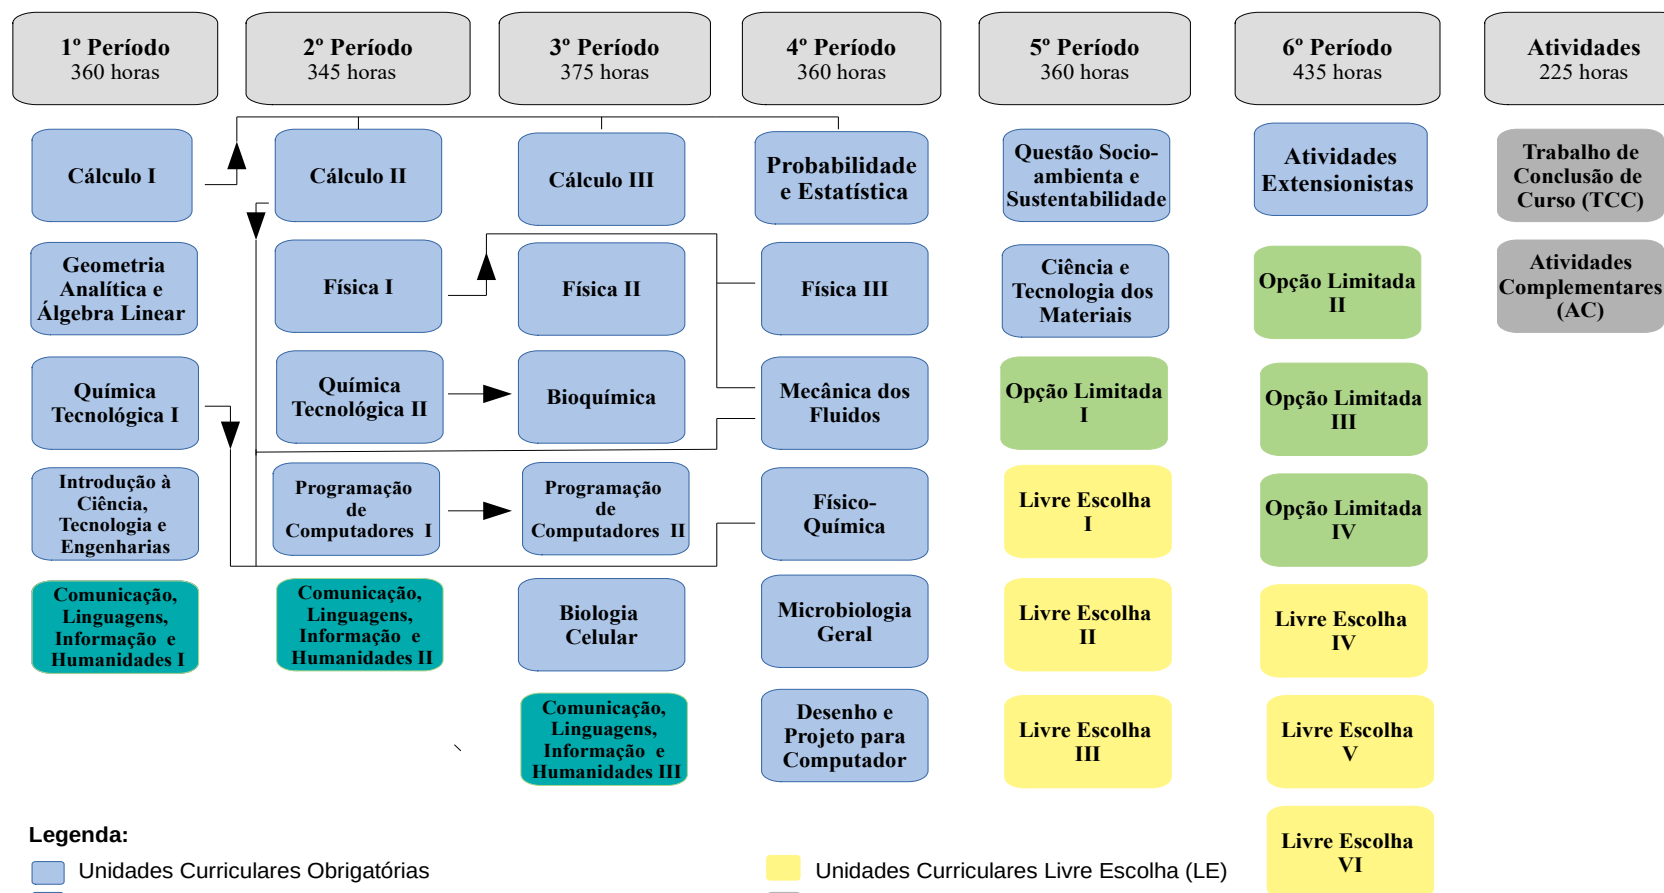 1º Período
360 horas
2º Período
345 horas
3º Período
375 horas
4º Período
360 horas
5º Período
360 horas
6º Período
435 horas
Atividades
225 horas
Cálculo I
Cálculo II
Cálculo III
Probabilidade
e Estatística
Questão Socio-
ambienta e
Sustentabilidade
Atividades
Extensionistas
Trabalho de
Conclusão de
Curso (TCC)
Geometria
Analítica e
Álgebra Linear
Física I
Física II
Física III
Ciência e
Tecnologia dos
Materiais
Opção Limitada
II
Atividades
Complementares
(AC)
Química
Tecnológica I
Química
Tecnológica II
Bioquímica
Mecânica dos
Fluidos
Opção Limitada
I
Opção Limitada
III
Introdução à
Ciência,
Tecnologia e
Engenharias
Programação
de
Computadores I
Programação
de
Computadores II
Físico-
Química
Livre Escolha
I
Opção Limitada
IV
Comunicação,
Linguagens,
Informação e
Humanidades I
Comunicação,
Linguagens,
Informação e
Humanidades II
Biologia
Celular
Microbiologia
Geral
Livre Escolha
II
Livre Escolha
IV
Comunicação,
Linguagens,
Informação e
Humanidades III
Desenho e
Projeto para
Computador
Livre Escolha
III
Livre Escolha
V
Livre Escolha
VI
Legenda:
Unidades Curriculares Obrigatórias
Unidades Curriculares Livre Escolha (LE)